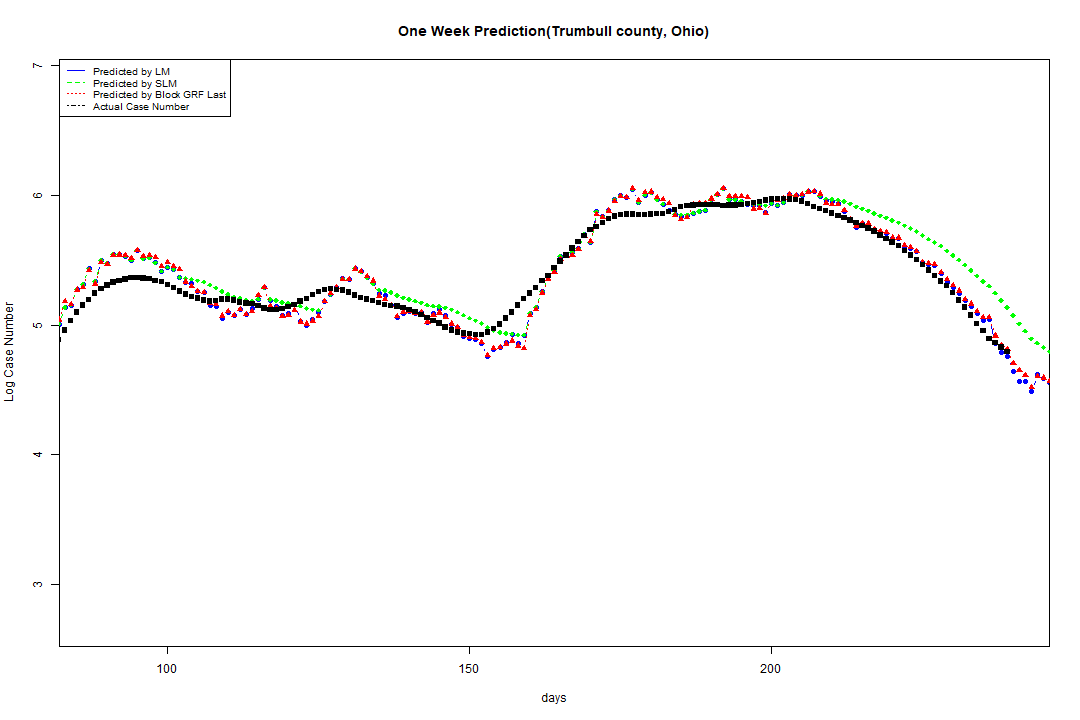 One Week Prediction(Trumbull county, Ohio)
Predicted by LM
Predicted by SLM
Predicted by Block GRF Last
Actual Case Number
Log Case Number
7
6
5
4
3
100 150 200
days